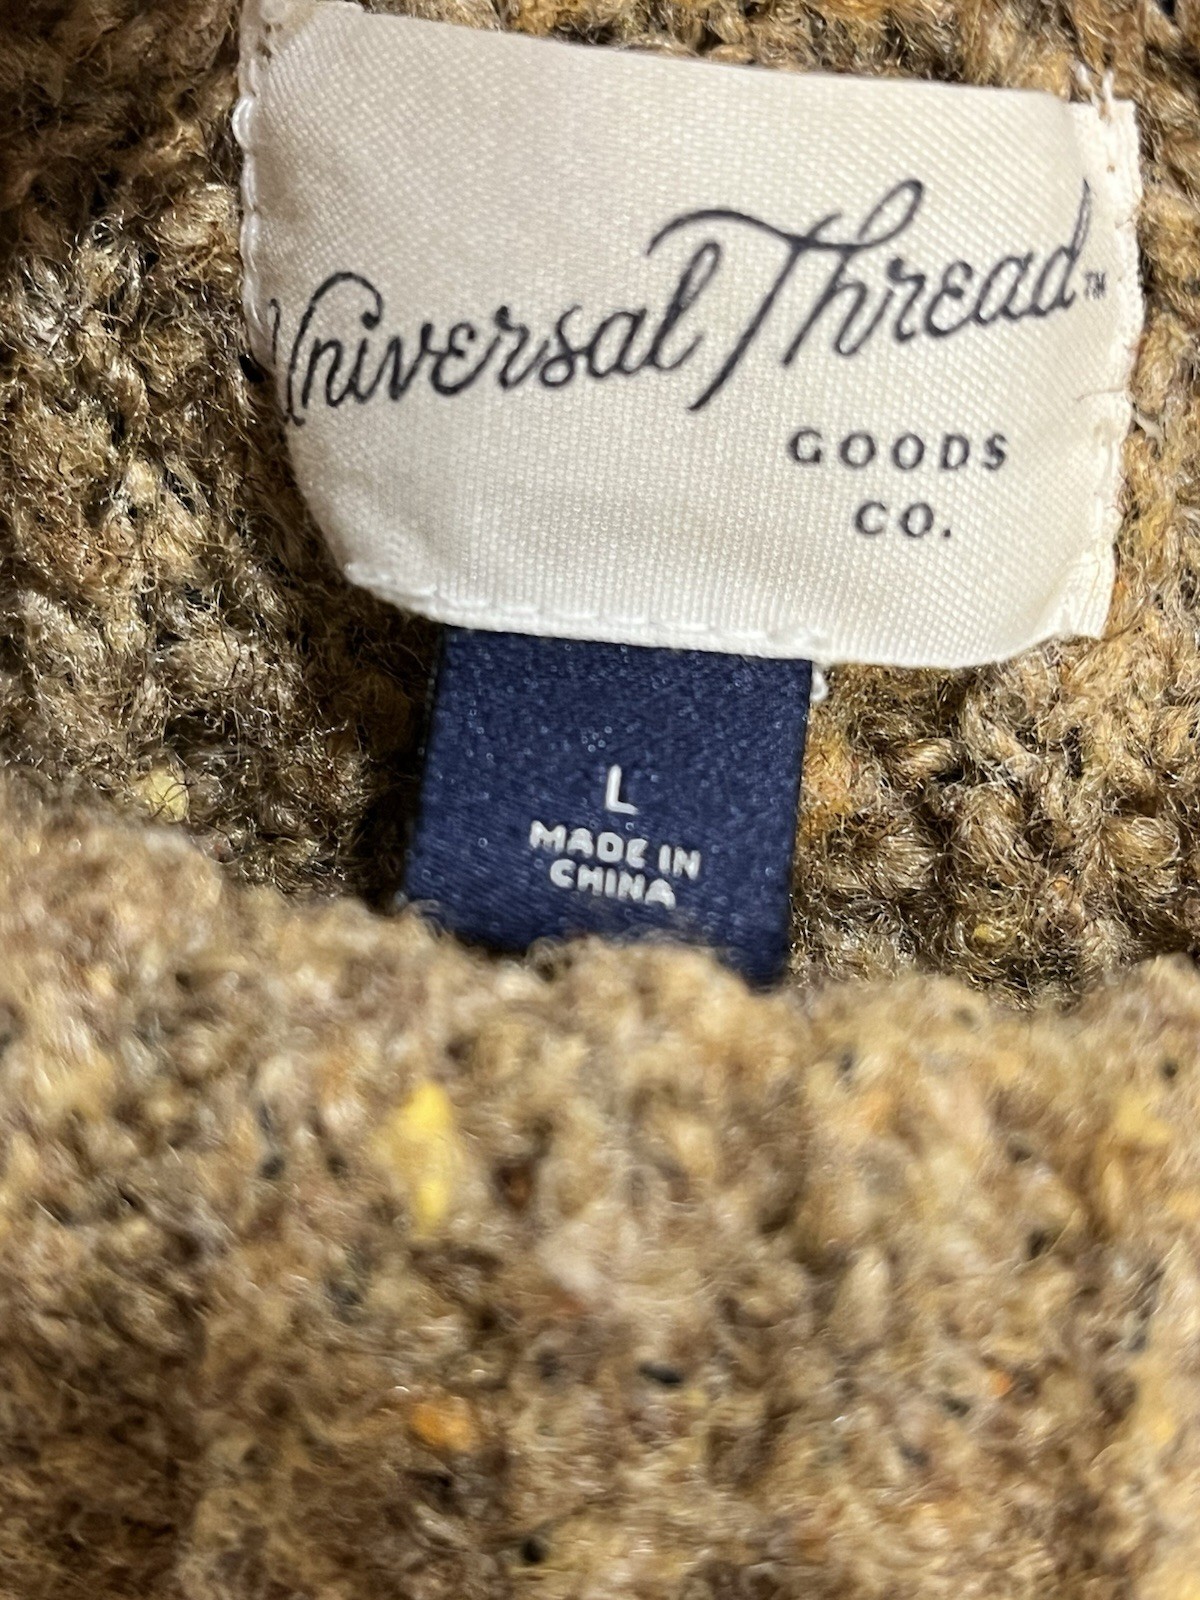 Universal Thread™
GOODS
CO.
L
MADE IN
CHINA